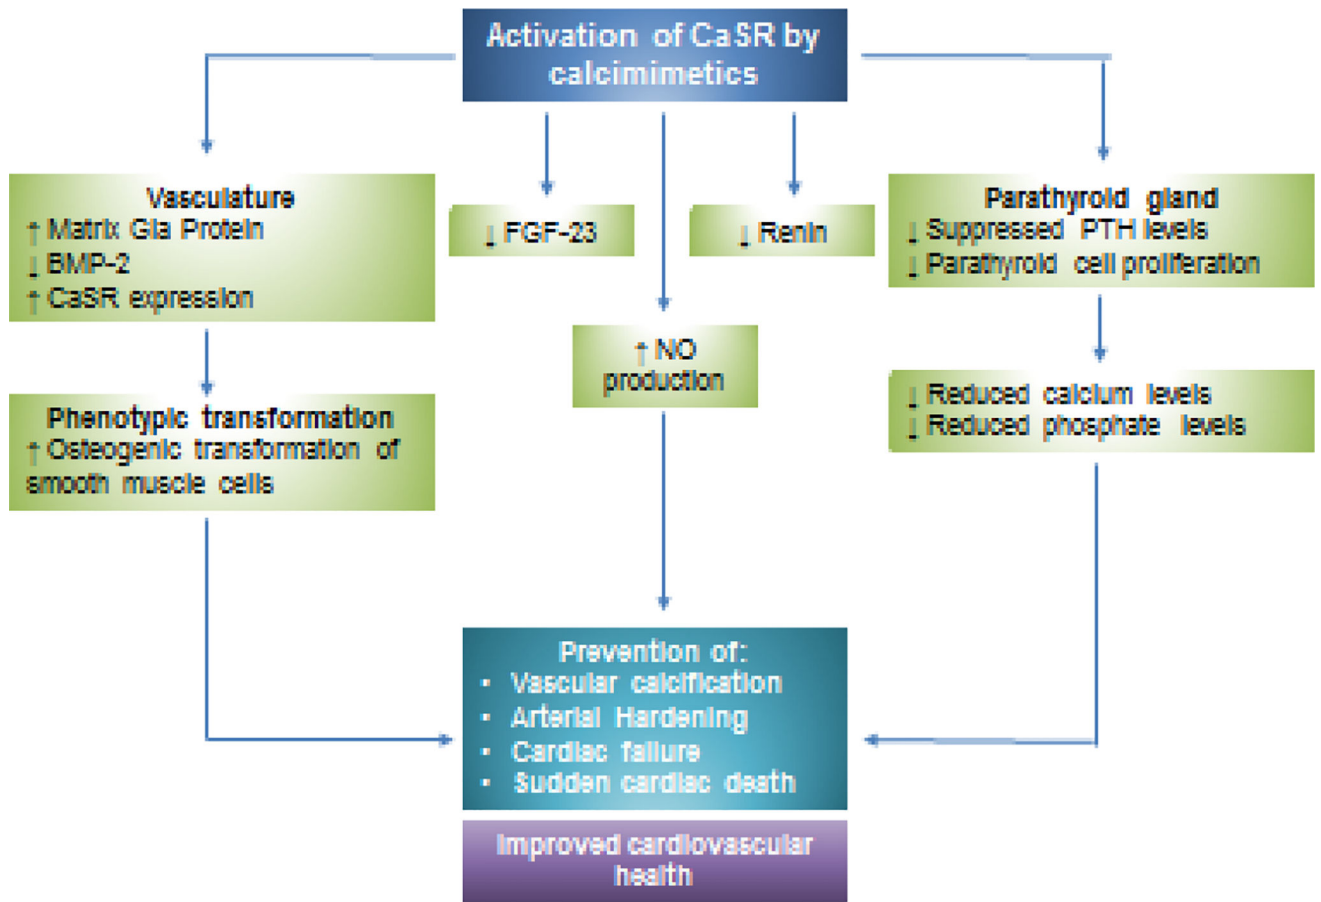 Activation of CaSR by
calcimimetics
Vasculature
↑ Matrix Gla Protein
↓ BMP-2
↑ CaSR expression
↓ FGF-23
↓ Renin
Parathyroid gland
↓ Suppressed PTH levels
↓ Parathyroid cell proliferation
↑ NO
production
Phenotypic transformation
↑ Osteogenic transformation of
smooth muscle cells
↓ Reduced calcium levels
↓ Reduced phosphate levels
Prevention of:
• Vascular calcification
• Arterial Hardening
• Cardiac failure
• Sudden cardiac death
Improved cardiovascular
health